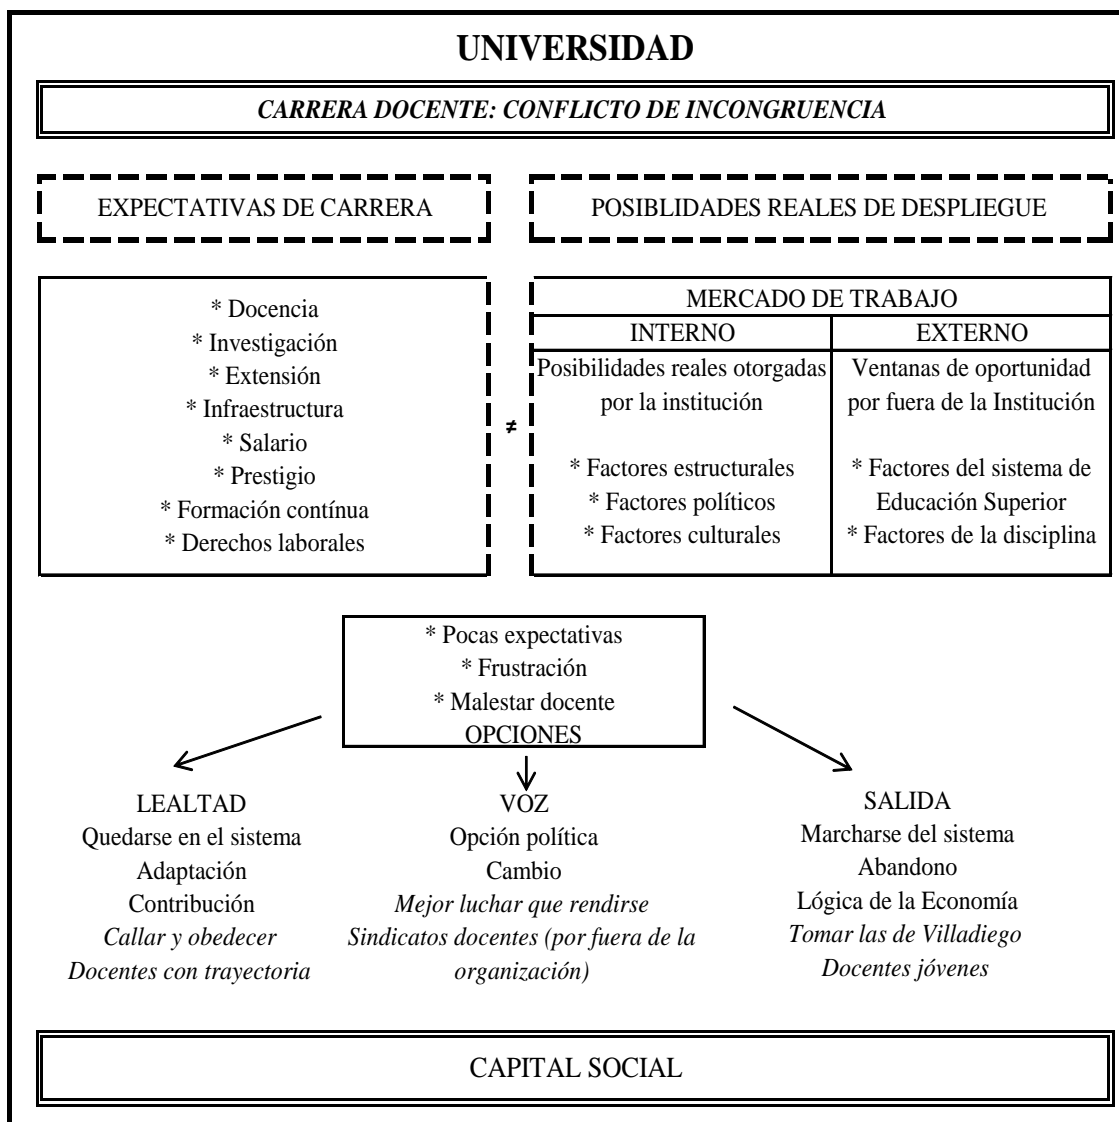 UNIVERSIDAD
CARRERA DOCENTE: CONFLICTO DE INCONGRUENCIA
EXPECTATIVAS DE CARRERA
POSIBLIDADES REALES DE DESPLIEGUE
* Docencia
* Investigación
* Extensión
* Infraestructura
* Salario
* Prestigio
* Formación contínua
* Derechos laborales
≠
MERCADO DE TRABAJO
INTERNO
Posibilidades reales otorgadas
por la institución
* Factores estructurales
* Factores políticos
* Factores culturales
EXTERNO
Ventanas de oportunidad
por fuera de la Institución
* Factores del sistema de
Educación Superior
* Factores de la disciplina
* Pocas expectativas
* Frustración
* Malestar docente
OPCIONES
LEALTAD
Quedarse en el sistema
Adaptación
Contribución
Callar y obedecer
Docentes con trayectoria
VOZ
Opción política
Cambio
Mejor luchar que rendirse
Sindicatos docentes (por fuera de la
organización)
SALIDA
Marcharse del sistema
Abandono
Lógica de la Economía
Tomar las de Villadiego
Docentes jóvenes
CAPITAL SOCIAL